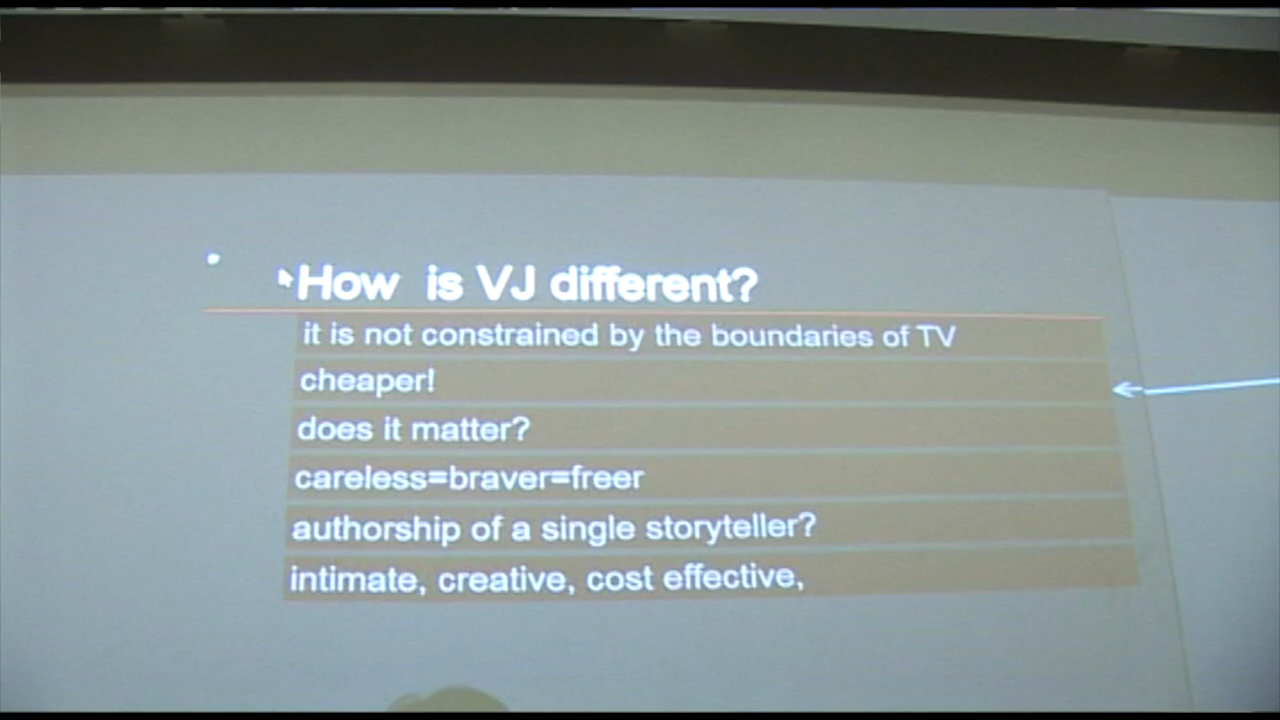 How is VJ different?
it is not constrained by the boundaries of TV
cheaper!
does it matter?
careless=braver=freer
authorship of a single storyteller?
intimate, creative, cost effective,